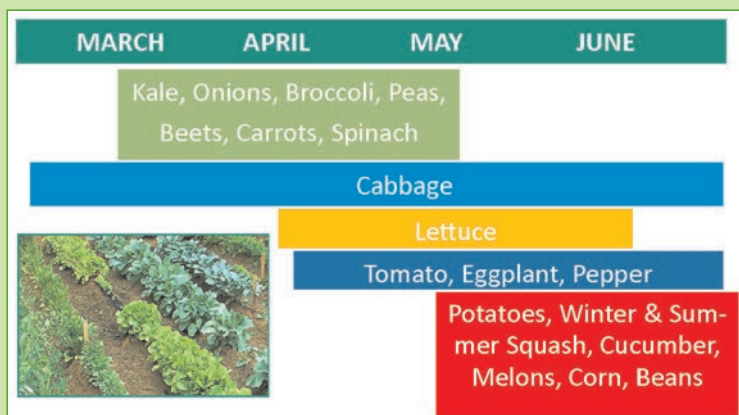 MARCH APRIL MAY JUNE
Kale, Onions, Broccoli, Peas,
Beets, Carrots, Spinach
Cabbage
Lettuce
Tomato, Eggplant, Pepper
Potatoes, Winter & Sum-
mer Squash, Cucumber,
Melons, Corn, Beans